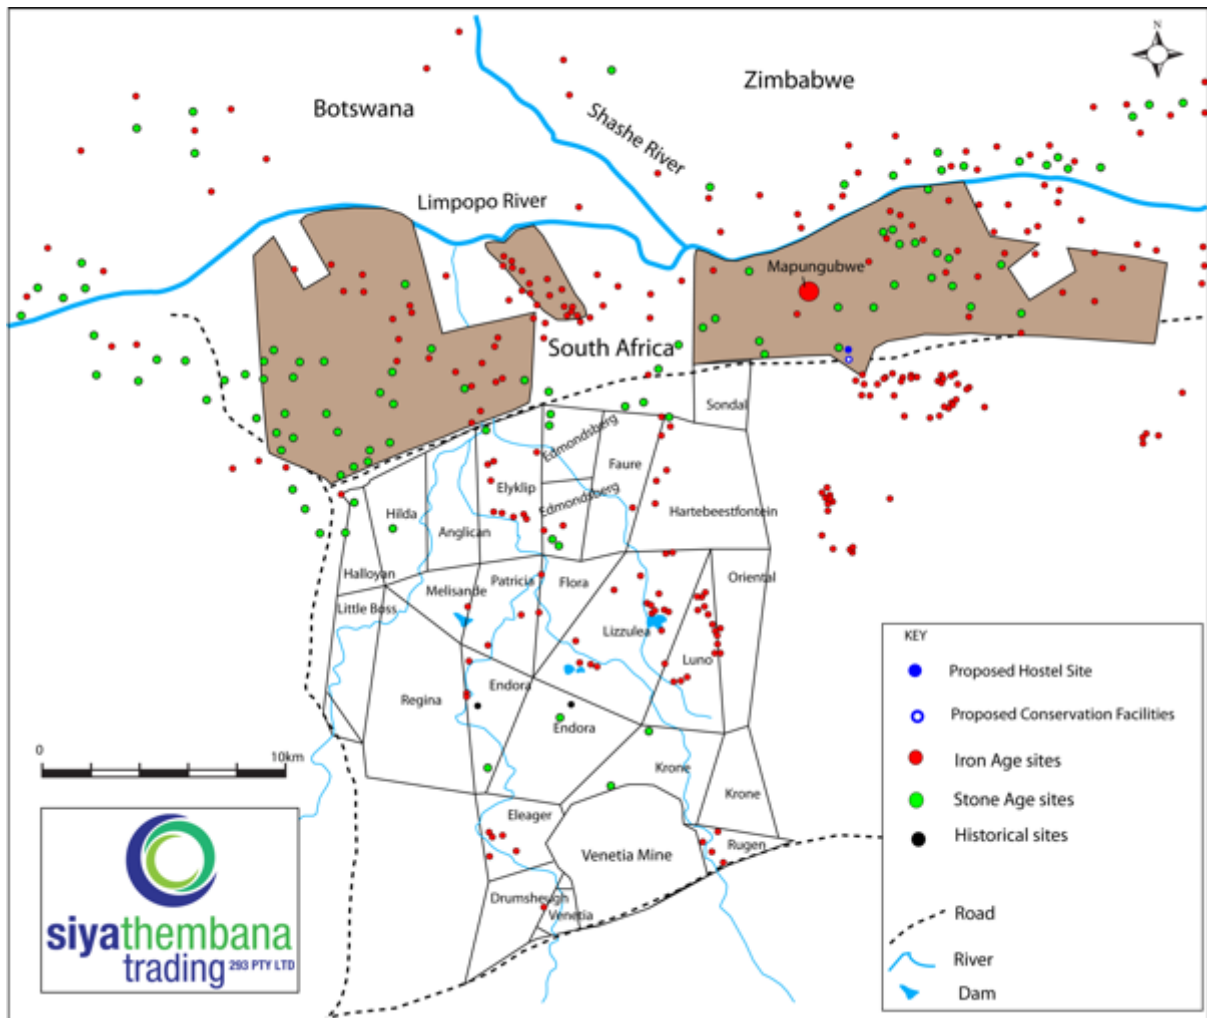 N
Zimbabwe
Botswana
Shashe River
Limpopo River
Mapungubwe
South Africa
Sondal
Edmondsberg
Faure
Elyklip
Edmondsberg
Hilda
Hartebeestfontein
Anglican
Halloyan
Melisande
Patricia
Flora
Oriental
Little Boss
Lizzulea
Luno
Regina
Endora
Endora
Krone
Krone
Eleager
Venetia Mine
Rugen
Drumsheugh
Venetia
0
10km
siyathembana
trading 293 PTY LTD
KEY
Proposed Hostel Site
Proposed Conservation Facilities
Iron Age sites
Stone Age sites
Historical sites
Road
River
Dam